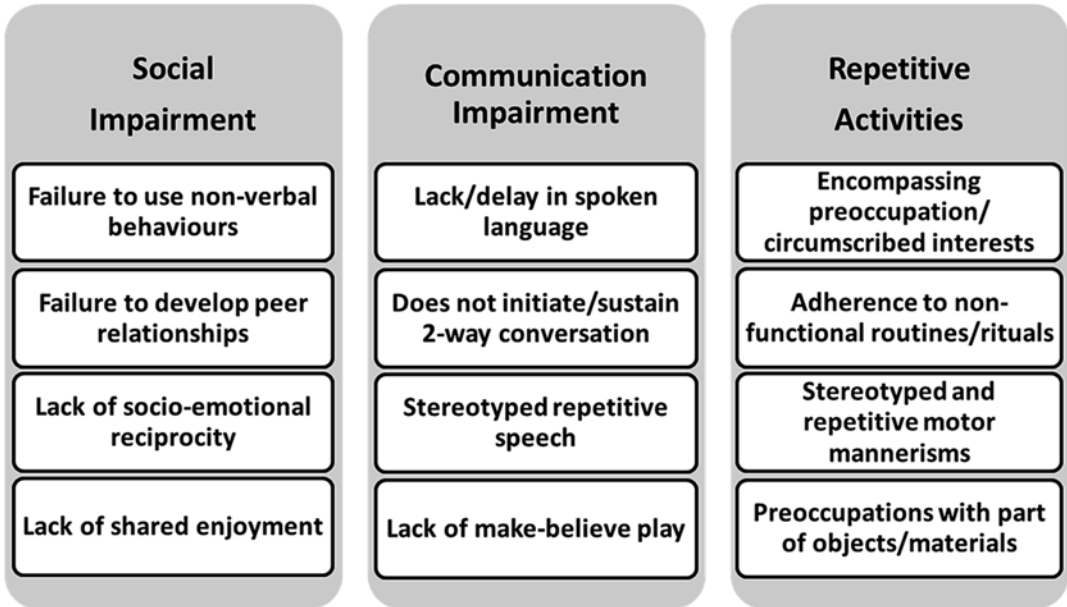 Social
Impairment
Failure to use non-verbal
behaviours
Failure to develop peer
relationships
Lack of socio-emotional
reciprocity
Lack of shared enjoyment
Communication
Impairment
Lack/delay in spoken
language
Does not initiate/sustain
2-way conversation
Stereotyped repetitive
speech
Lack of make-believe play
Repetitive
Activities
Encompassing
preoccupation/
circumscribed interests
Adherence to non-
functional routines/rituals
Stereotyped and
repetitive motor
mannerisms
Preoccupations with part
of objects/materials